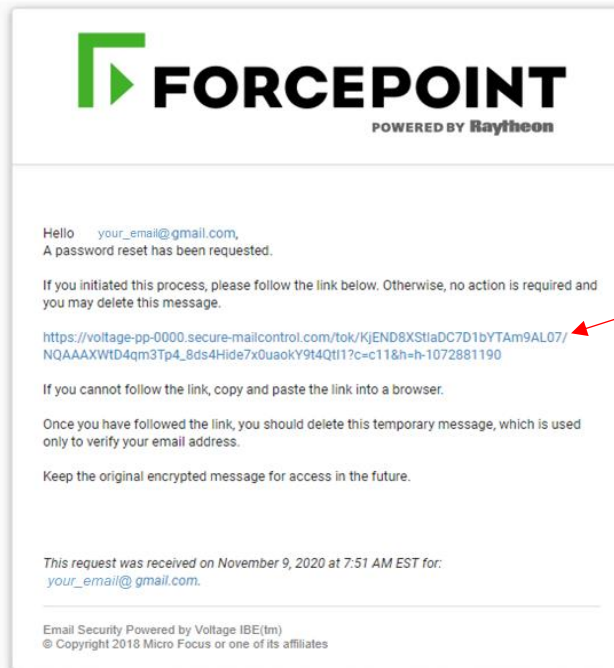 FORCEPOINT
POWERED BY Raytheon
Hello your_email@gmail.com,
A password reset has been requested.
If you initiated this process, please follow the link below. Otherwise, no action is required and
you may delete this message.
https://voltage-pp-0000.secure-mailcontrol.com/tok/KjEND8XStlaDC7D1bYTAm9AL07/
NQAAAXWtD4qm3Tp4_8ds4Hide7x0uaokY9t4Qtl1?c=c11&h=h-1072881190
If you cannot follow the link, copy and paste the link into a browser.
Once you have followed the link, you should delete this temporary message, which is used
only to verify your email address.
Keep the original encrypted message for access in the future.
This request was received on November 9, 2020 at 7:51 AM EST for:
your_email@ gmail.com.
Email Security Powered by Voltage IBE(tm)
© Copyright 2018 Micro Focus or one of its affiliates